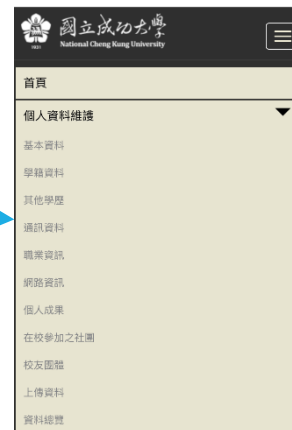 國立成功大學
National Cheng Kung University
1931
首頁
個人資料維護
基本資料
學籍資料
其他學歷
通訊資料
職業資訊
網路資訊
個人成果
在校參加之社團
校友團體
上傳資料
資料總覽